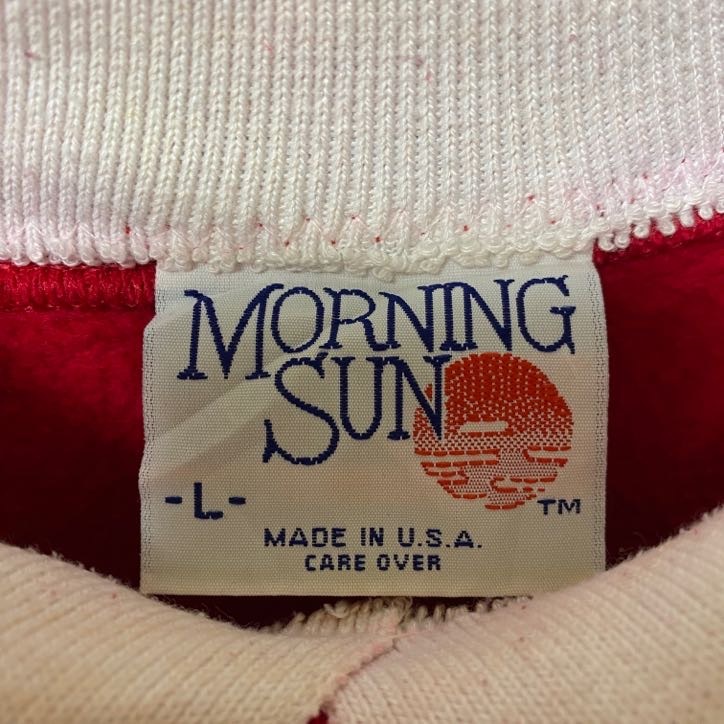 MORNING
SUN
-L-
TM
MADE IN U.S.A.
CARE OVER